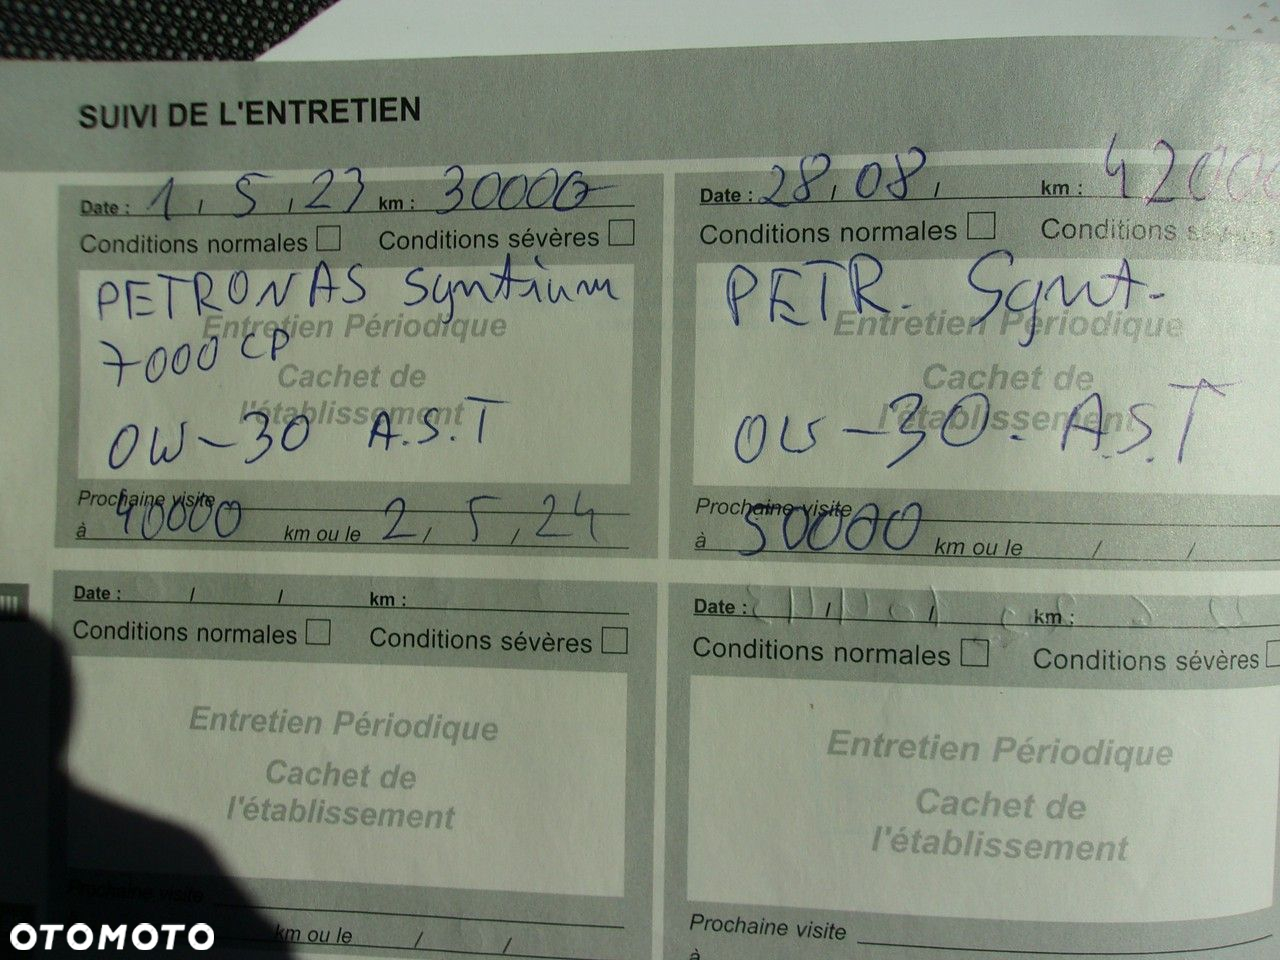 SUIVI DE L'ENTRETIEN
Date : 1 , 5 , 23 km : 30000
Conditions normales Conditions sévères
PETRONAS Syntium
7000 CP
0W-30 A.S.T
Entretien Périodique
Cachet de
l'établissement
Prochaine visite
à 40000 km ou le 2 / 5 , 24
Date : 28 , 08 , km : 42000
Conditions normales Conditions
PETR. Synt.
0W-30. A.S.T
Entretien Périodique
Cachet de
l'établissement
Prochaine visite
à 50000 km ou le / /
Date : / / km :
Conditions normales Conditions sévères
Entretien Périodique
Cachet de
l'établissement
Prochaine visite
km ou le / /
Date : / / km :
Conditions normales Conditions sévères
Entretien Périodique
Cachet de
l'établissement
Prochaine visite
à
OTOMOTO